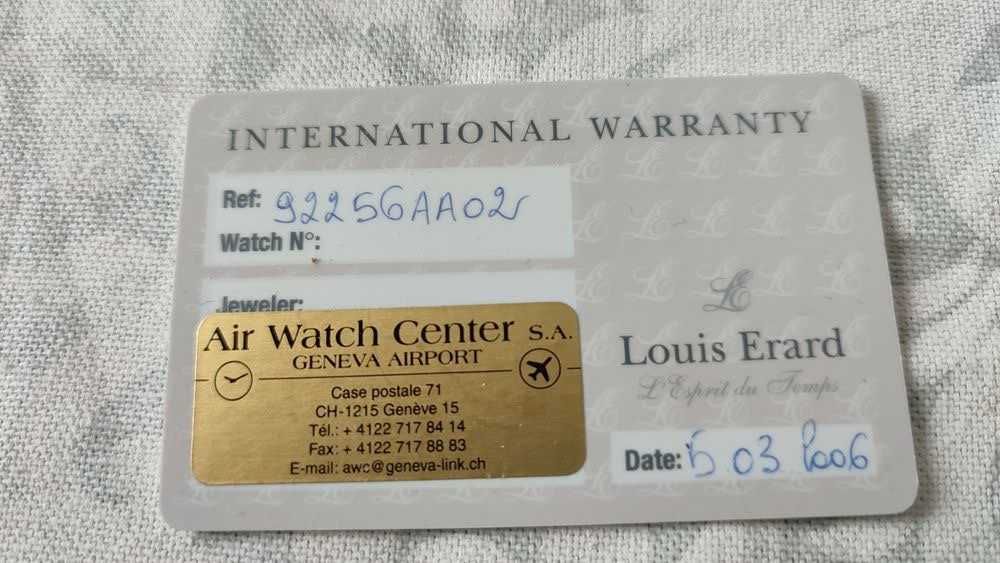 INTERNATIONAL WARRANTY
Ref: 92256AA02
Watch N°:
Jeweler:
Air Watch Center S.A.
GENEVA AIRPORT
Case postale 71
CH-1215 Genève 15
Tél.: + 4122 717 84 14
Fax: + 4122 717 88 83
E-mail: awc@geneva-link.ch
LE
Louis Erard
L'Esprit du Temps
Date: 5.03 2006